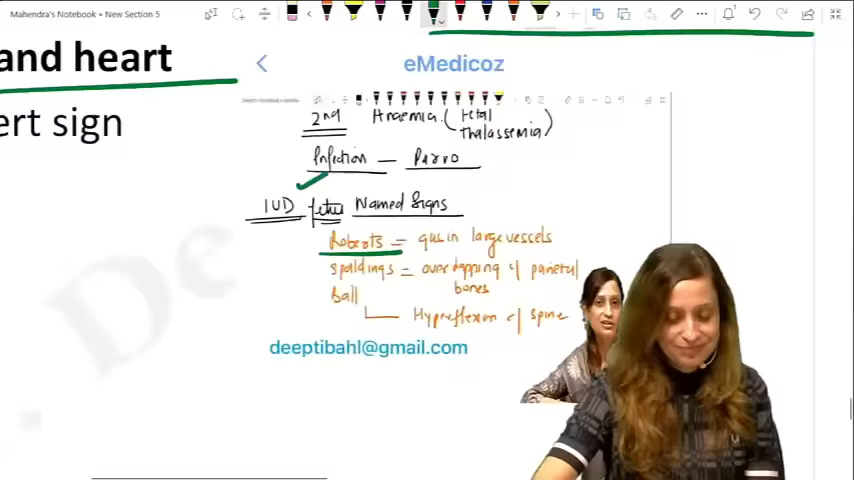 Mahendra's Notebook • New Section 5
and heart
ert sign
eMedicoz
2nd Anaemia (Fetal
Thalassemia)
Infection — Parvo
IUD fetus Named Signs
Roberts = gas in large vessels
Spaldings = overlapping of parietal
bones
Ball
Hyperflexion of spine
deeptibahl@gmail.com
De